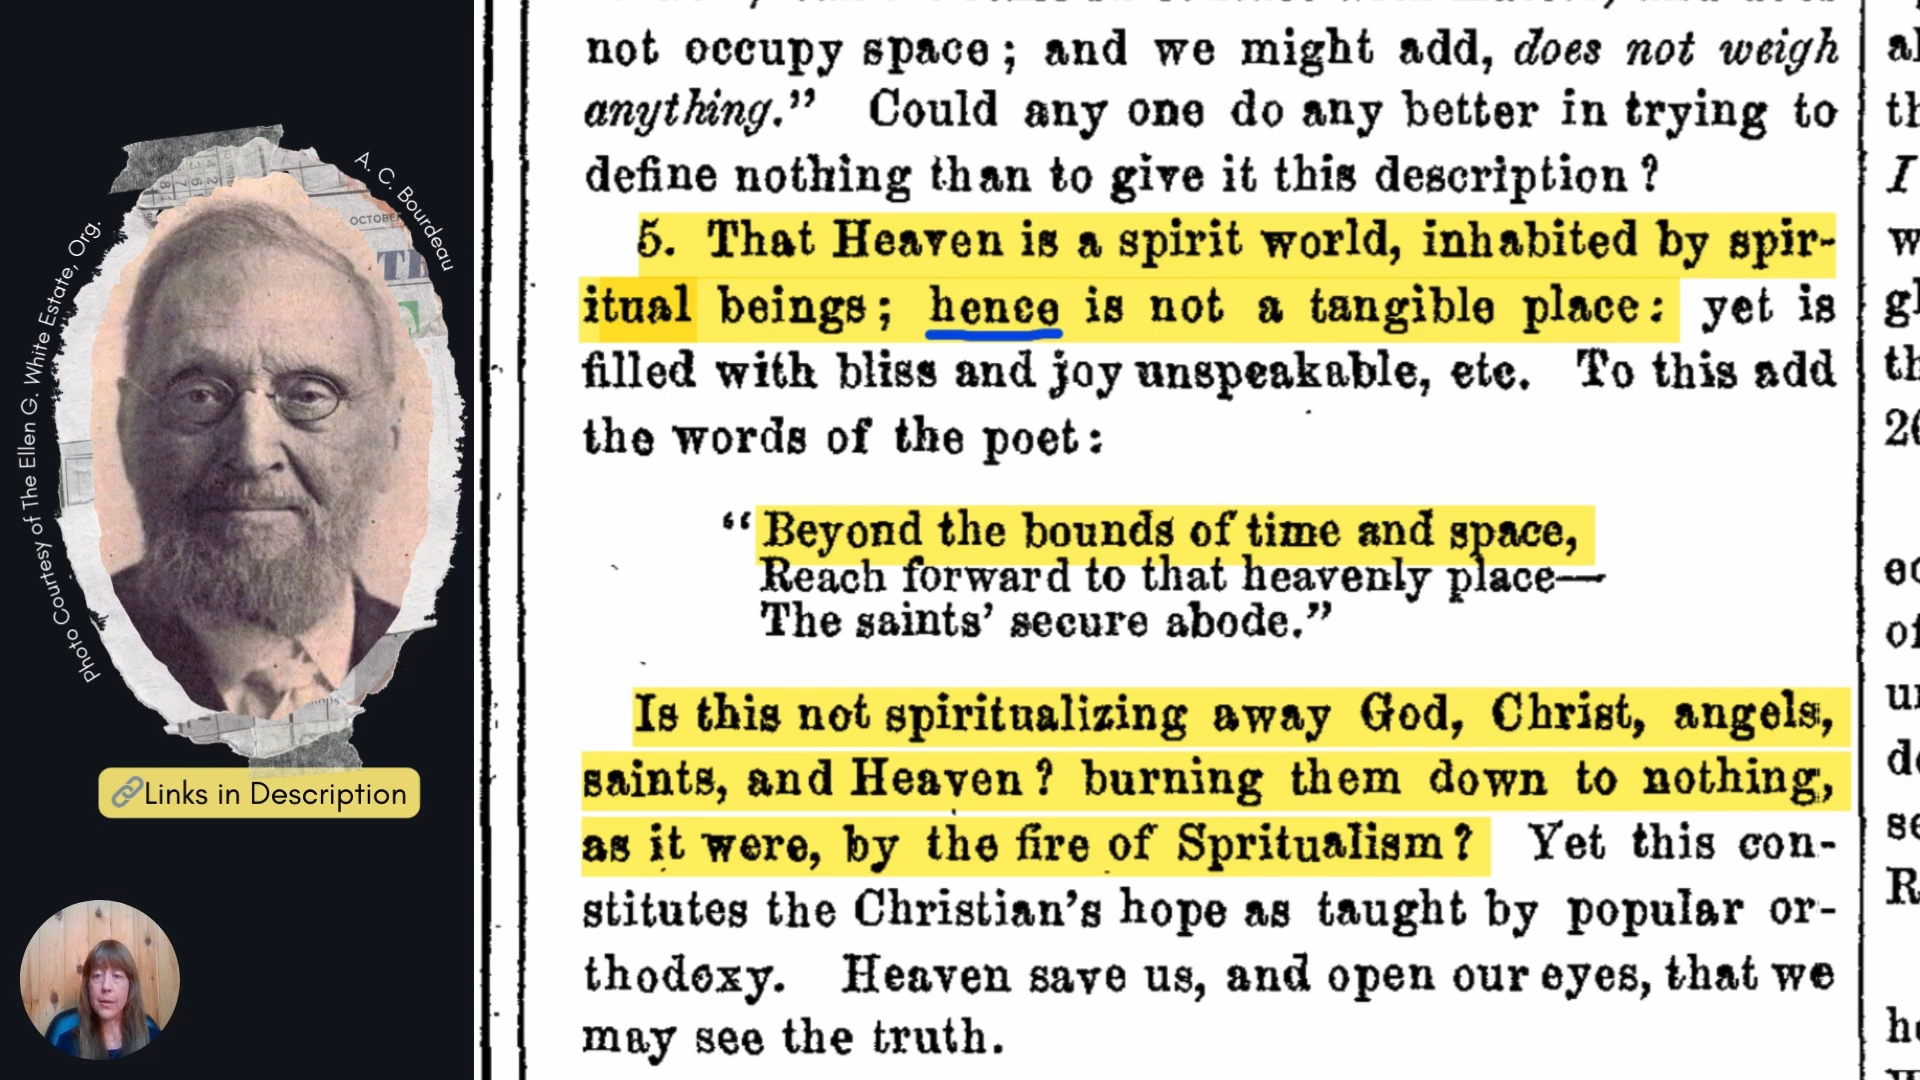 A. C. Bourdeau
Photo Courtesy of The Ellen G. White Estate, Org.
OCTOBER
🔗Links in Description
not occupy space; and we might add, does not weigh
anything.” Could any one do any better in trying to
define nothing than to give it this description?
5. That Heaven is a spirit world, inhabited by spir-
itual beings; hence is not a tangible place: yet is
filled with bliss and joy unspeakable, etc. To this add
the words of the poet:
“Beyond the bounds of time and space,
Reach forward to that heavenly place—
The saints’ secure abode.”
Is this not spiritualizing away God, Christ, angels,
saints, and Heaven? burning them down to nothing,
as it were, by the fire of Spritualism? Yet this con-
stitutes the Christian’s hope as taught by popular or-
thodoxy. Heaven save us, and open our eyes, that we
may see the truth.